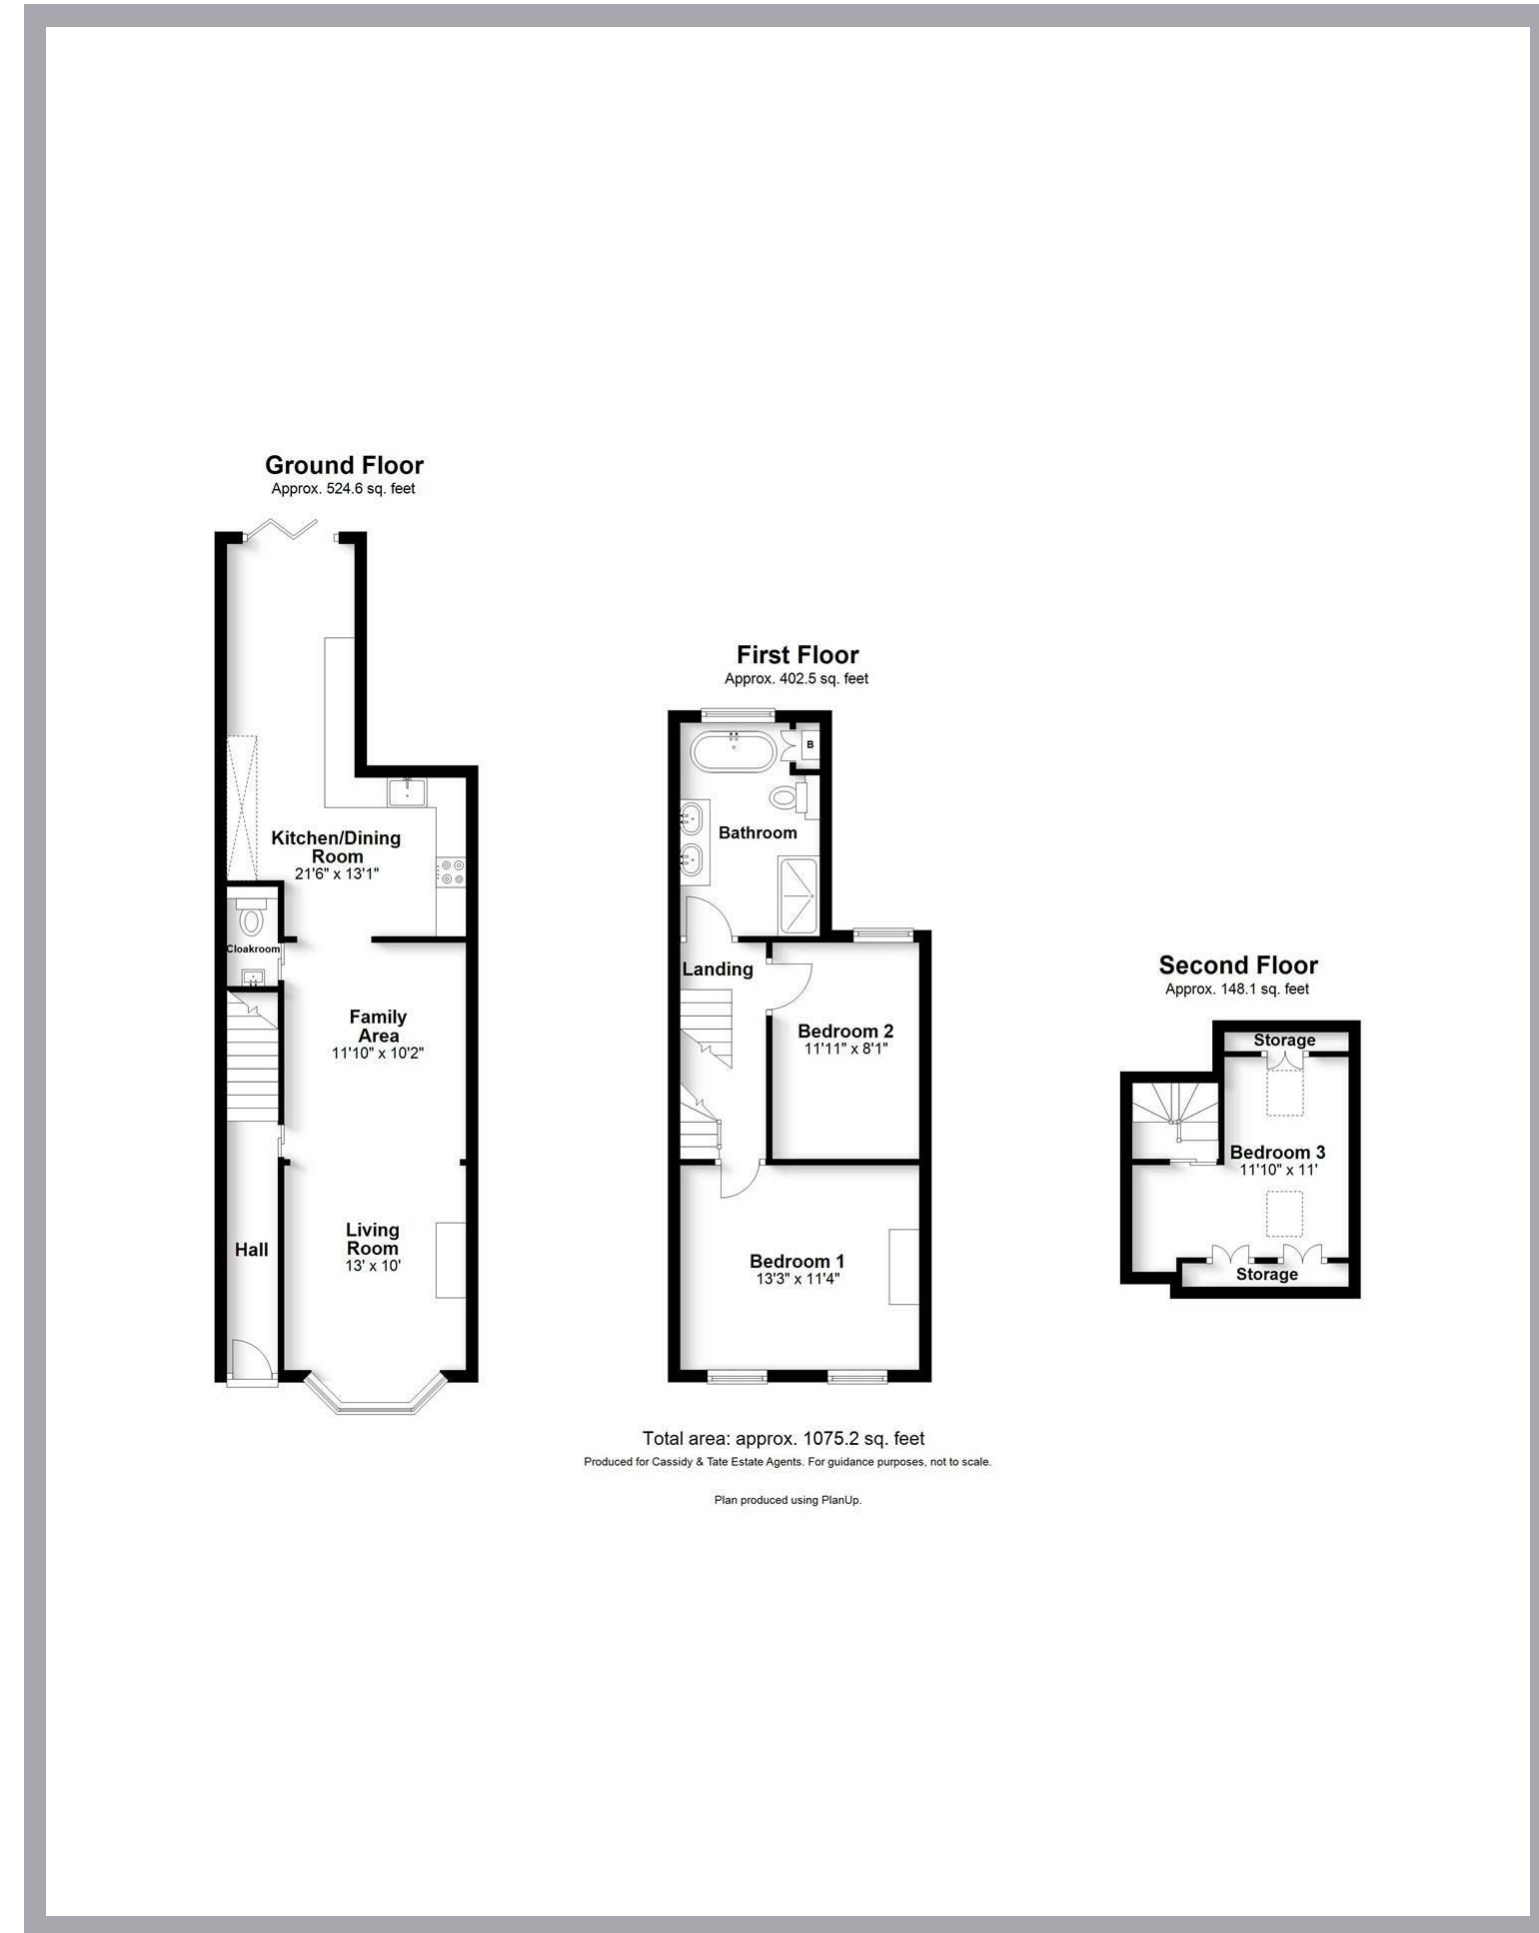 Ground Floor
Approx. 524.6 sq. feet
Kitchen/Dining
Room
21'6" x 13'1"
Cloakroom
Family
Area
11'10" x 10'2"
Hall
Living
Room
13' x 10'
First Floor
Approx. 402.5 sq. feet
B
Bathroom
Landing
Bedroom 2
11'11" x 8'1"
Bedroom 1
13'3" x 11'4"
Second Floor
Approx. 148.1 sq. feet
Storage
Bedroom 3
11'10" x 11'
Storage
Total area: approx. 1075.2 sq. feet
Produced for Cassidy & Tate Estate Agents. For guidance purposes, not to scale.
Plan produced using PlanUp.